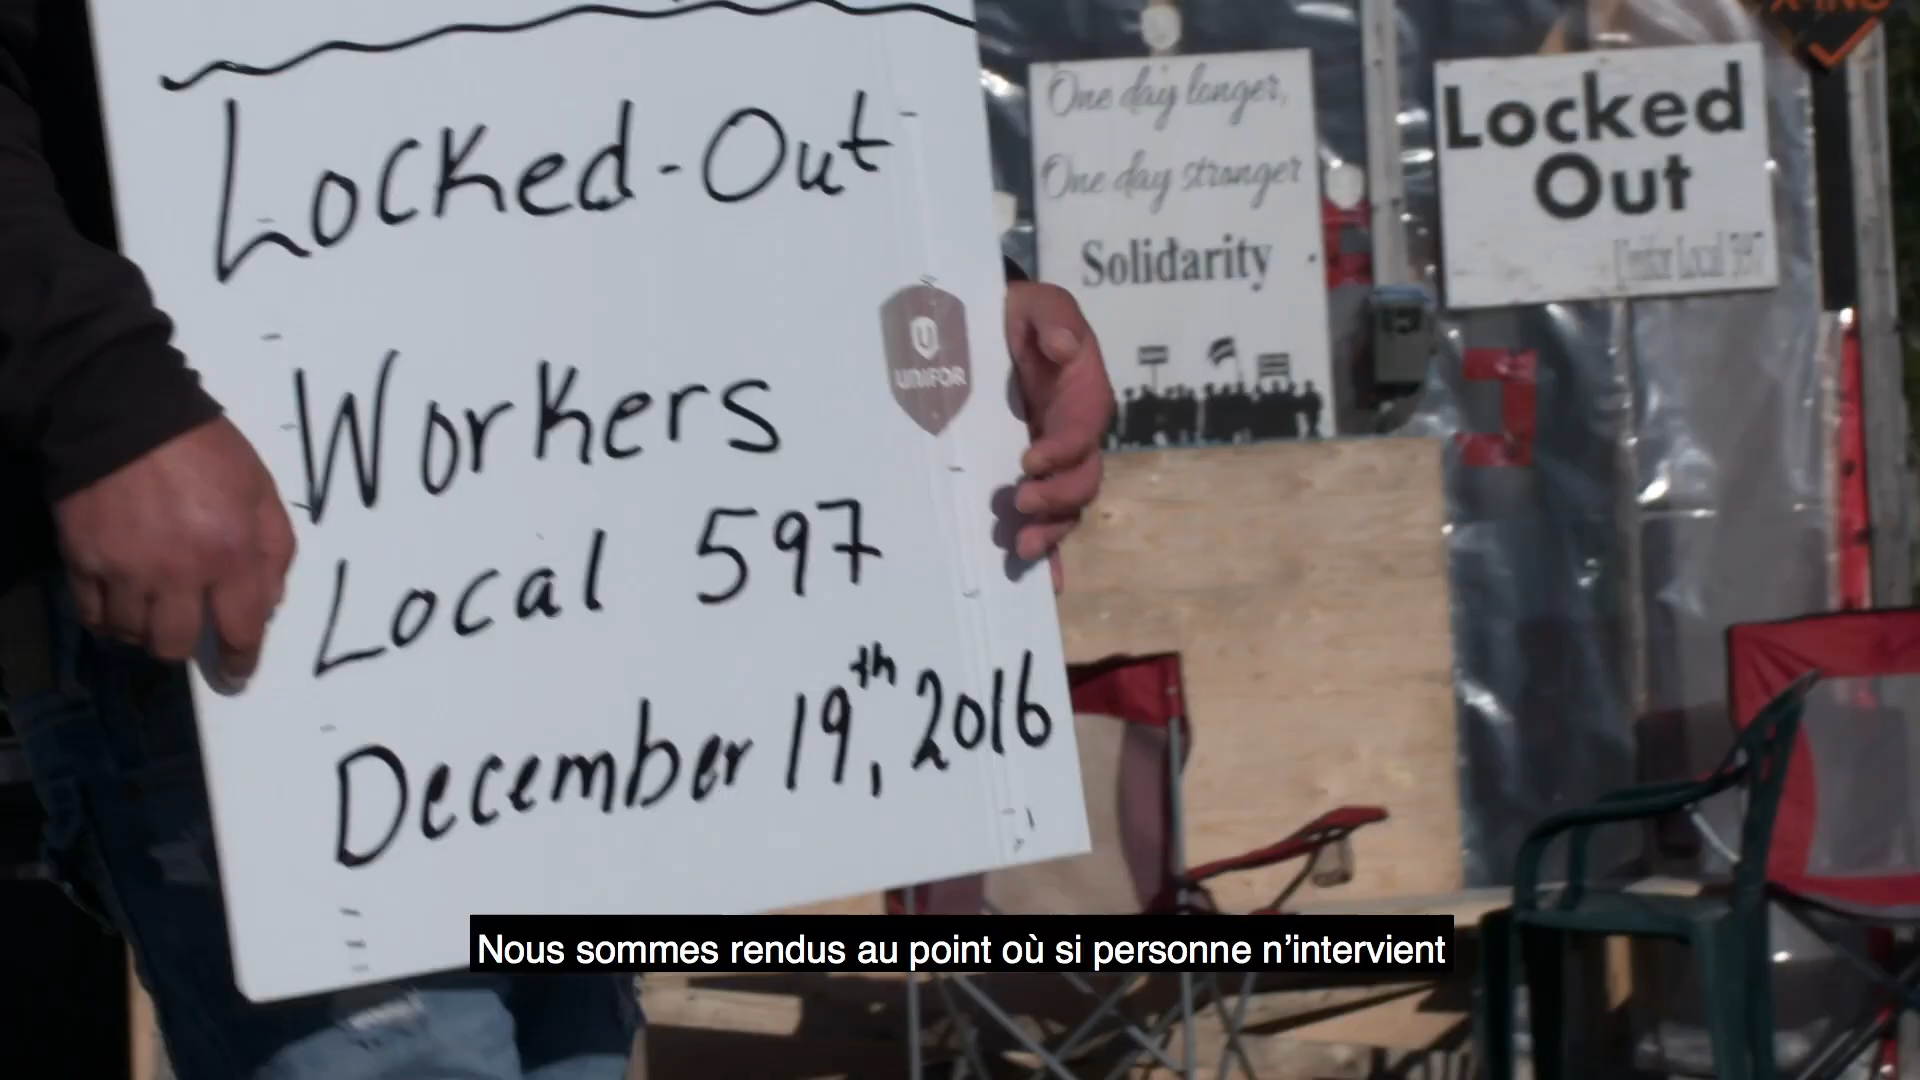 Locked-Out
Workers
Local 597
December 19th, 2016
U
UNIFOR
One day longer,
One day stronger
Solidarity
Locked
Out
Unifor Local 597
Nous sommes rendus au point où si personne n'intervient